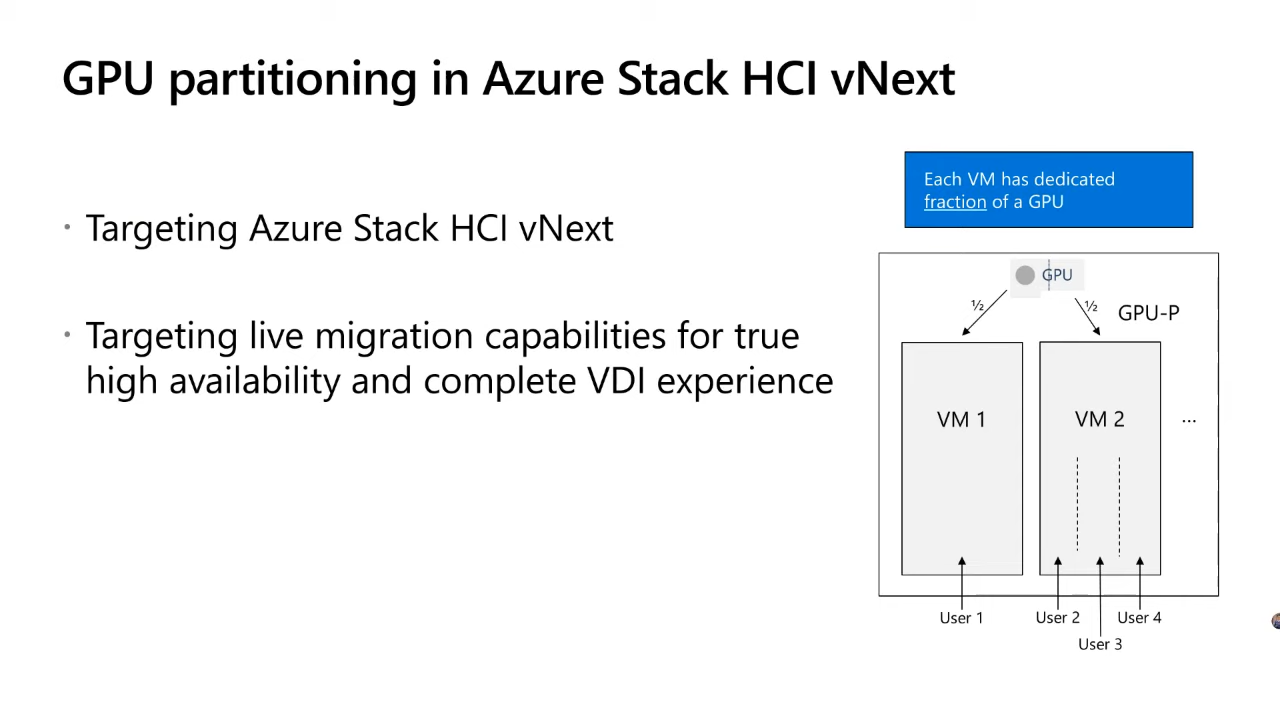 GPU partitioning in Azure Stack HCI vNext
Each VM has dedicated
fraction of a GPU
• Targeting Azure Stack HCI vNext
• Targeting live migration capabilities for true
high availability and complete VDI experience
GPU
½
½
GPU-P
VM 1
VM 2
...
User 1
User 2
User 4
User 3